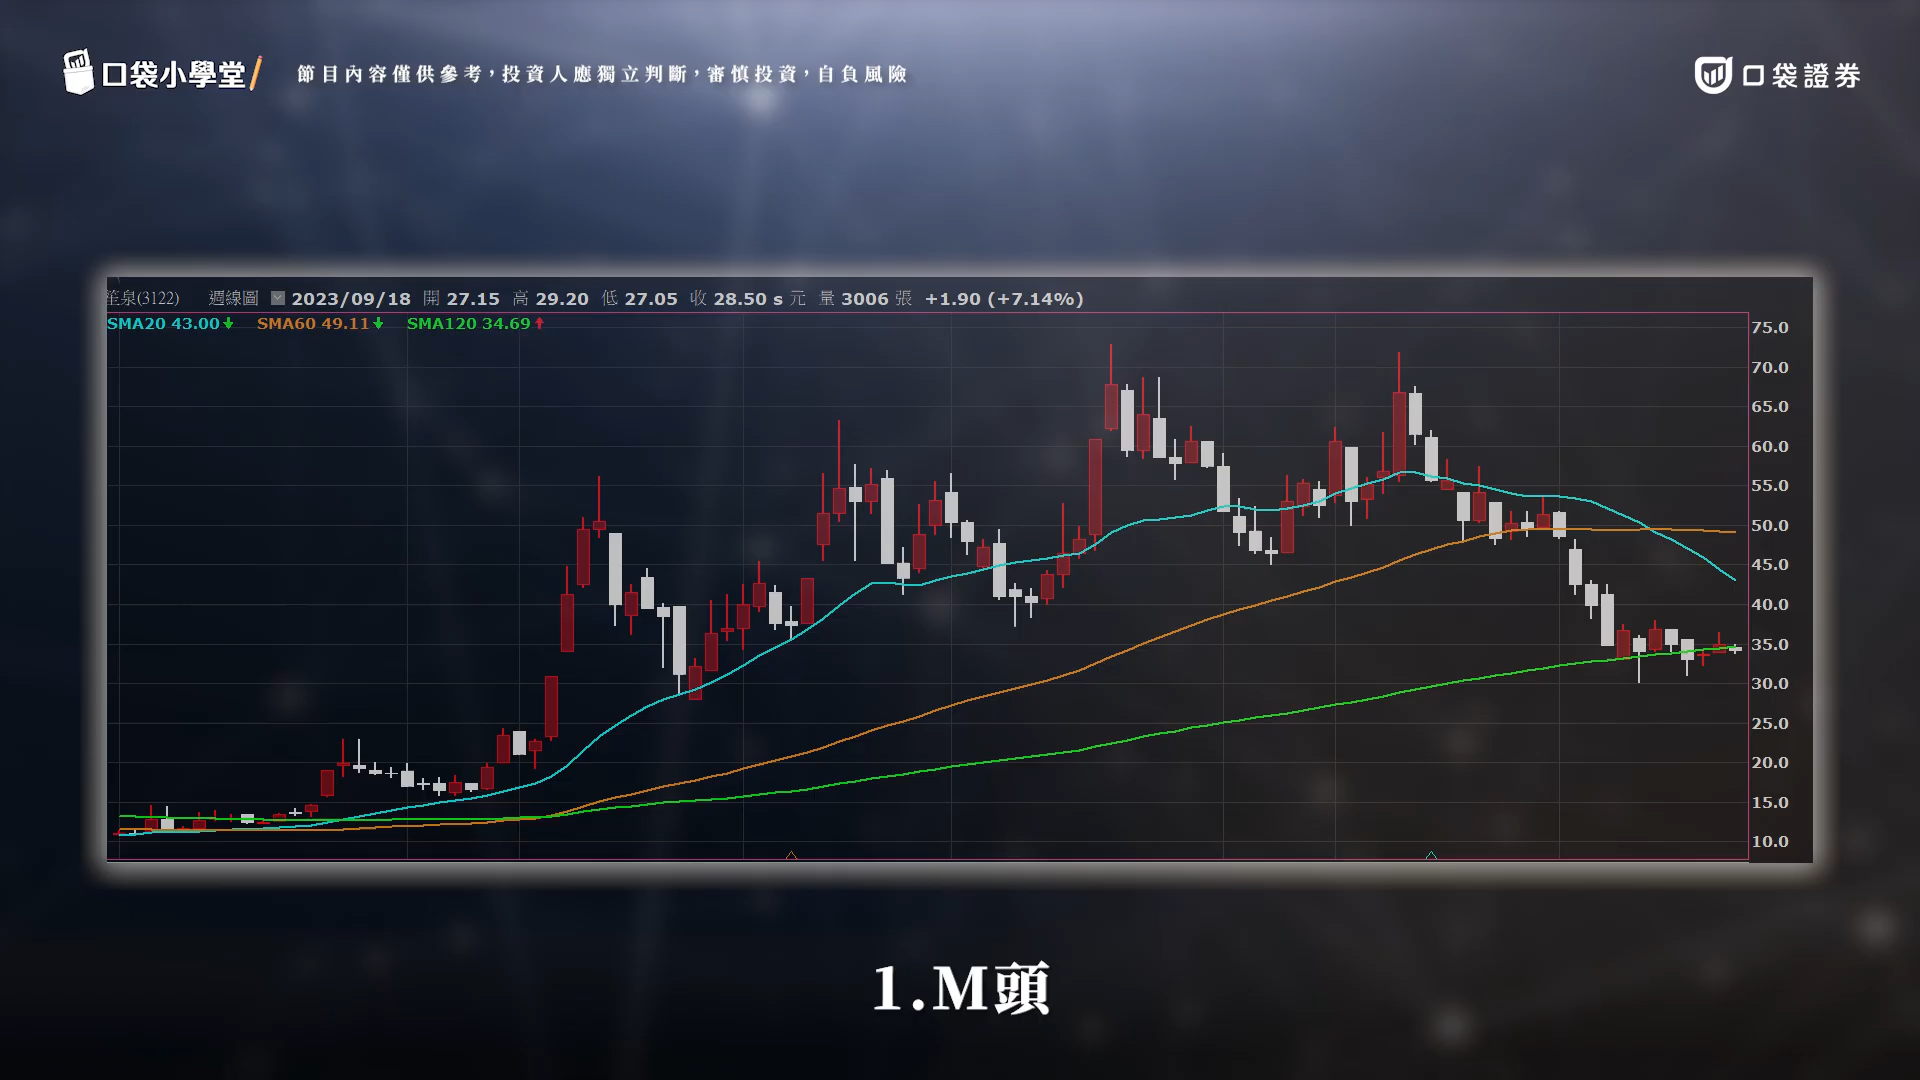 口袋小學堂
節目內容僅供參考，投資人應獨立判斷，審慎投資，自負風險
口袋證券
笙泉(3122) 週線圖 2023/09/18 開 27.15 高 29.20 低 27.05 收 28.50 s 元 量 3006 張 +1.90 (+7.14%)
SMA20 43.00 SMA60 49.11 SMA120 34.69
75.0
70.0
65.0
60.0
55.0
50.0
45.0
40.0
35.0
30.0
25.0
20.0
15.0
10.0
1.M頭